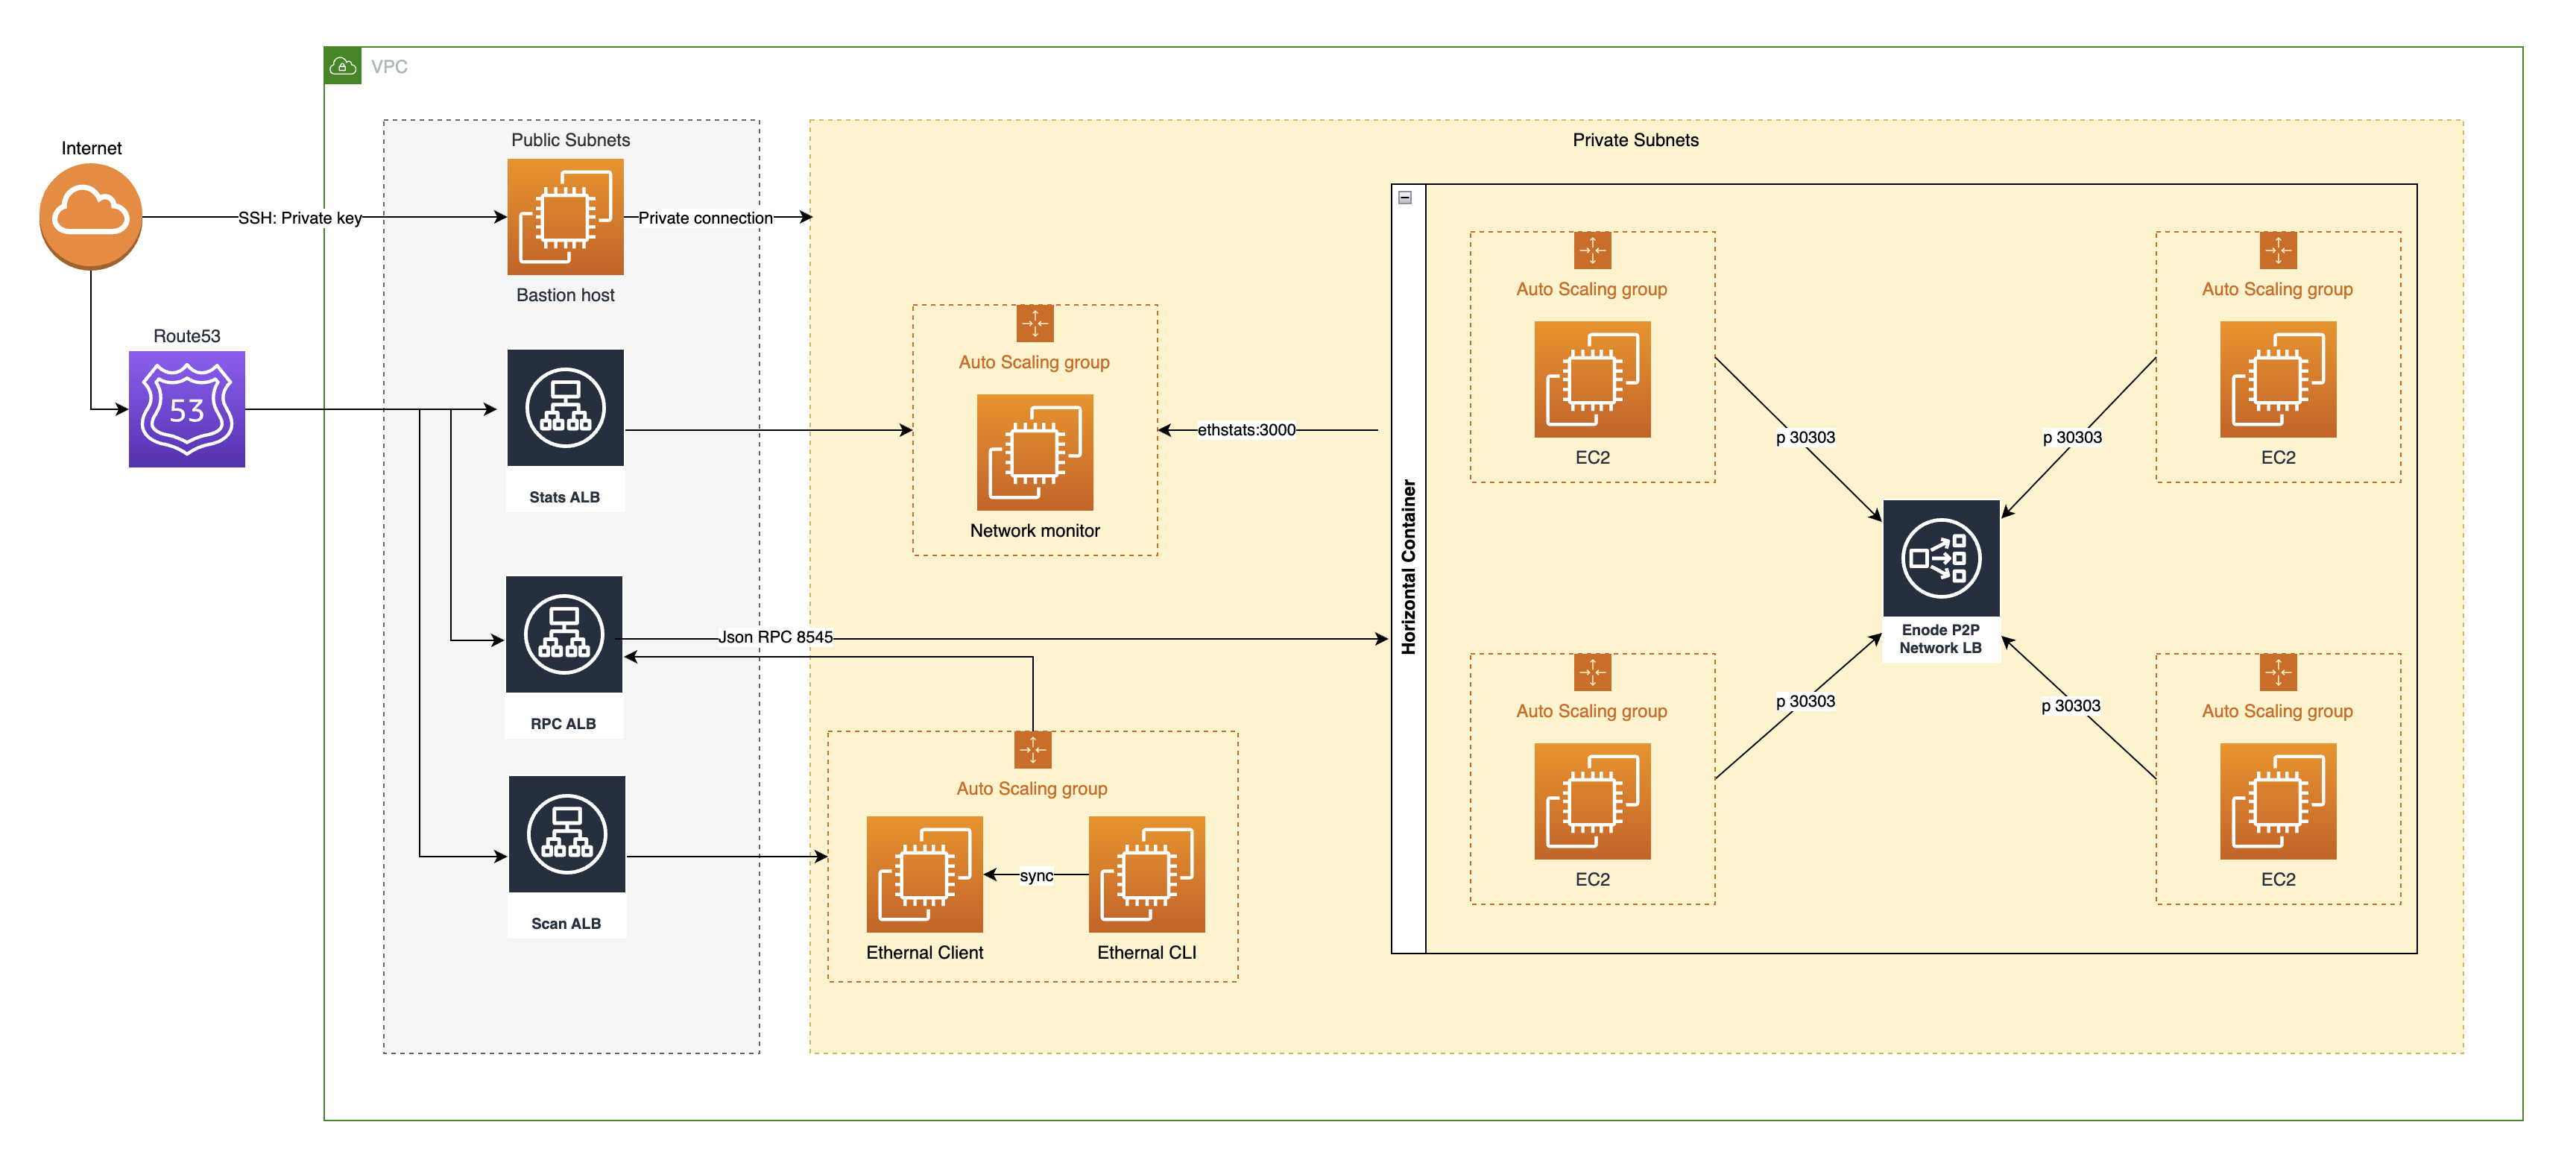 VPC
Internet
Public Subnets
Private Subnets
SSH: Private key
Private connection
Bastion host
Route53
53
Stats ALB
RPC ALB
Scan ALB
Auto Scaling group
Network monitor
ethstats:3000
Json RPC 8545
Auto Scaling group
Ethernal Client
sync
Ethernal CLI
Horizontal Container
Auto Scaling group
EC2
p 30303
Auto Scaling group
EC2
p 30303
Enode P2P
Network LB
Auto Scaling group
EC2
p 30303
Auto Scaling group
EC2
p 30303